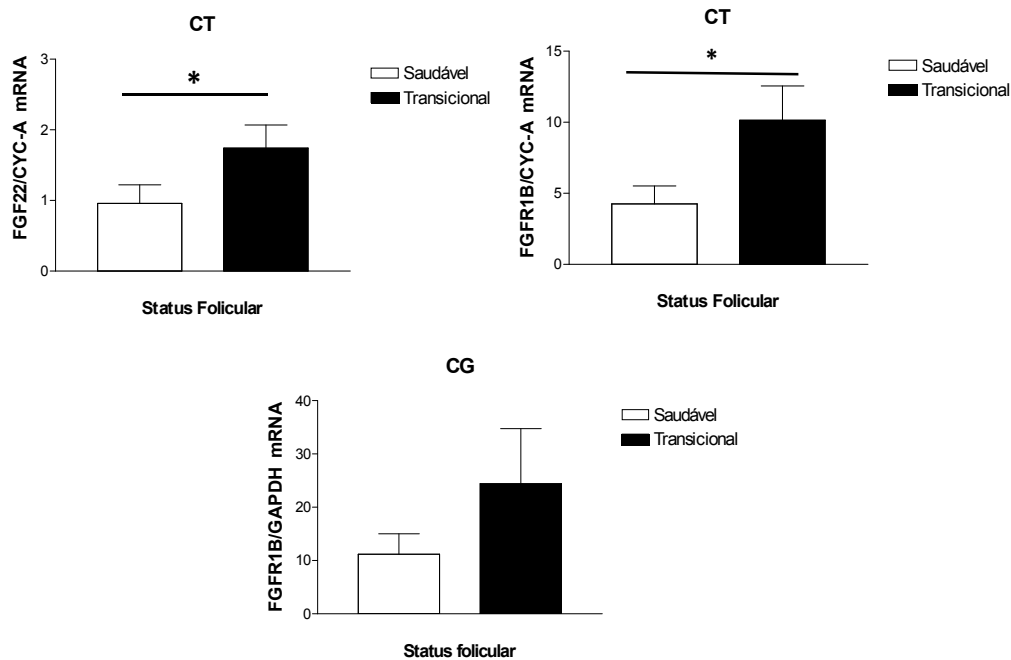 CT
FGF22/CYC-A mRNA
3
2
1
0
*
Saudável
Transicional
Status Folicular
CT
FGFR1B/CYC-A mRNA
15
10
5
0
*
Saudável
Transicional
Status Folicular
CG
FGFR1B/GAPDH mRNA
40
30
20
10
0
Saudável
Transicional
Status folicular